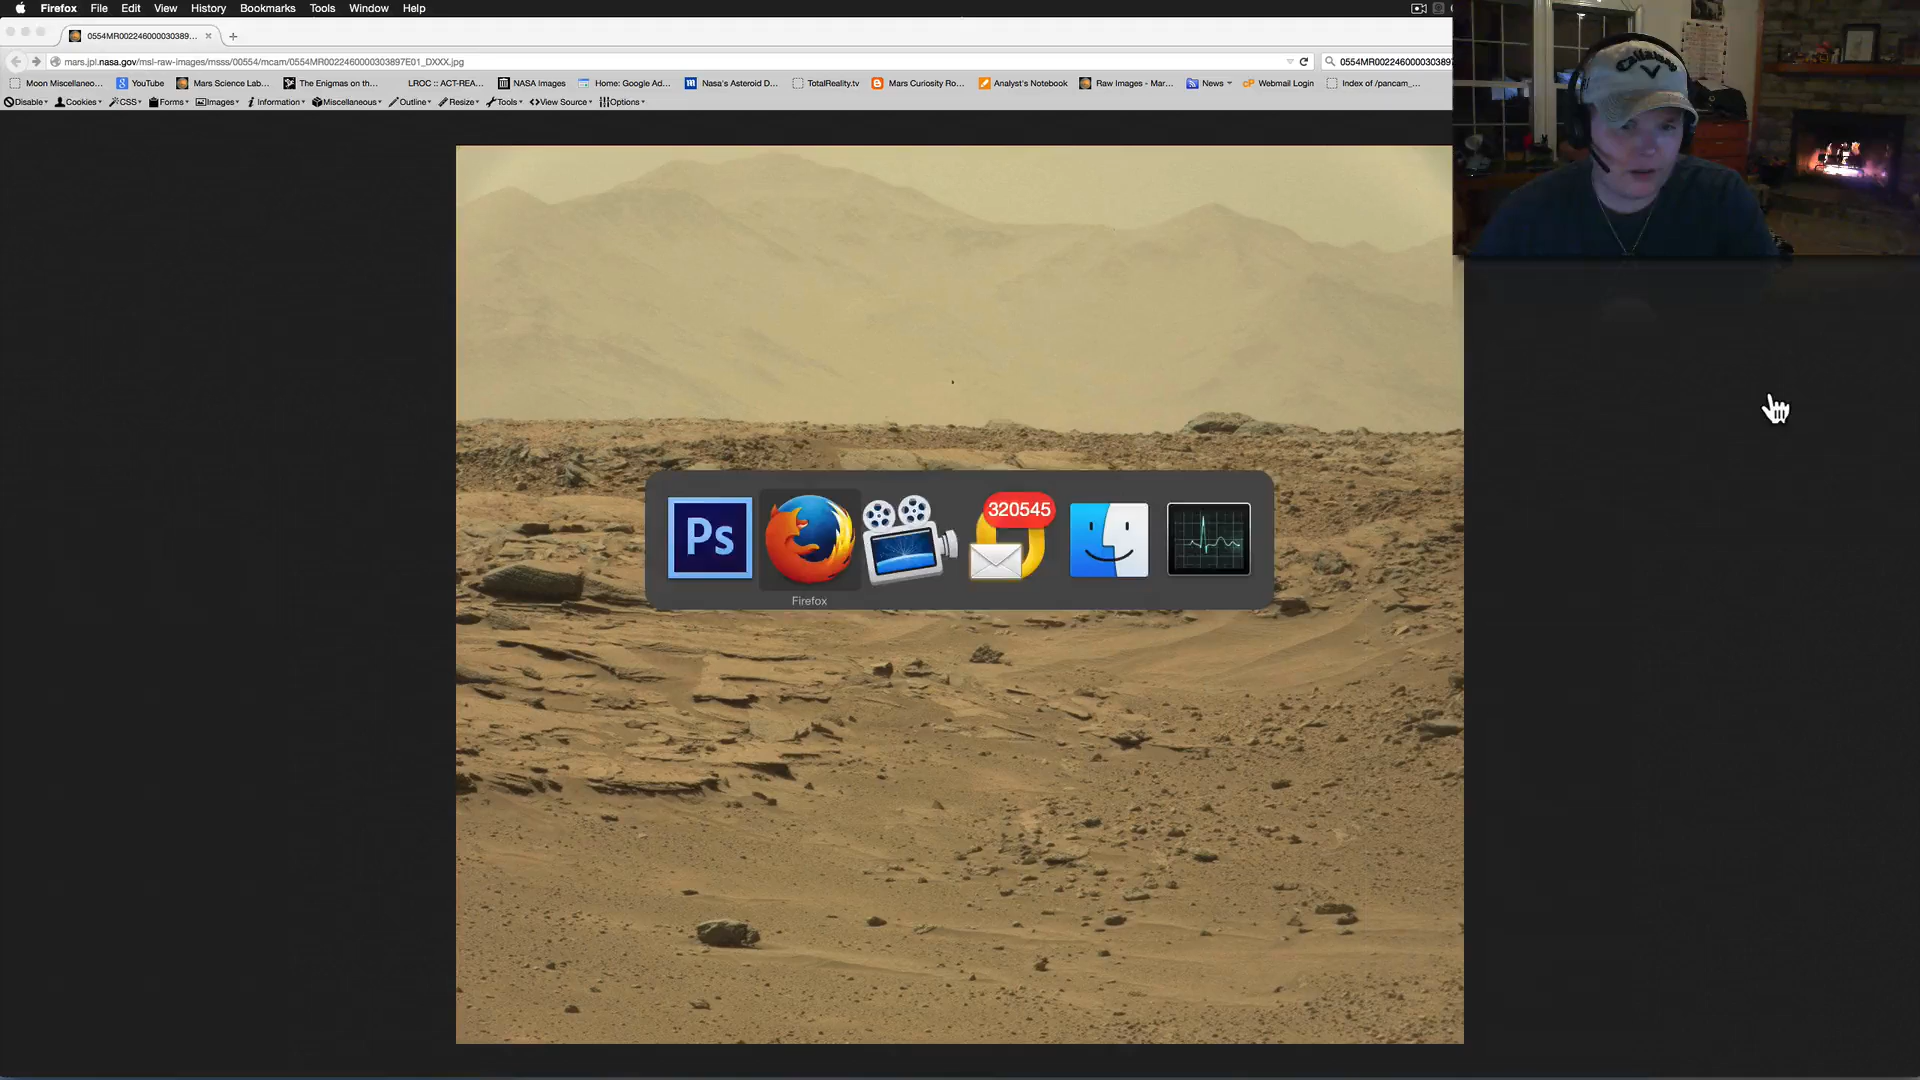 Firefox File Edit View History Bookmarks Tools Window Help
0554MR002246000030389...
mars.jpl.nasa.gov/msl-raw-images/msss/00554/mcam/0554MR0022460000303897E01_DXXX.jpg
0554MR0022460000303897
Moon Miscellaneo... YouTube Mars Science Lab... The Enigmas on th... LROC :: ACT-REA... NASA Images Home: Google Ad... Nasa's Asteroid D... TotalReality.tv Mars Curiosity Ro... Analyst's Notebook Raw Images - Mar... News Webmail Login Index of /pancam_...
Disable Cookies CSS Forms Images Information Miscellaneous Outline Resize Tools View Source Options
Callaway
Ps
320545
Firefox